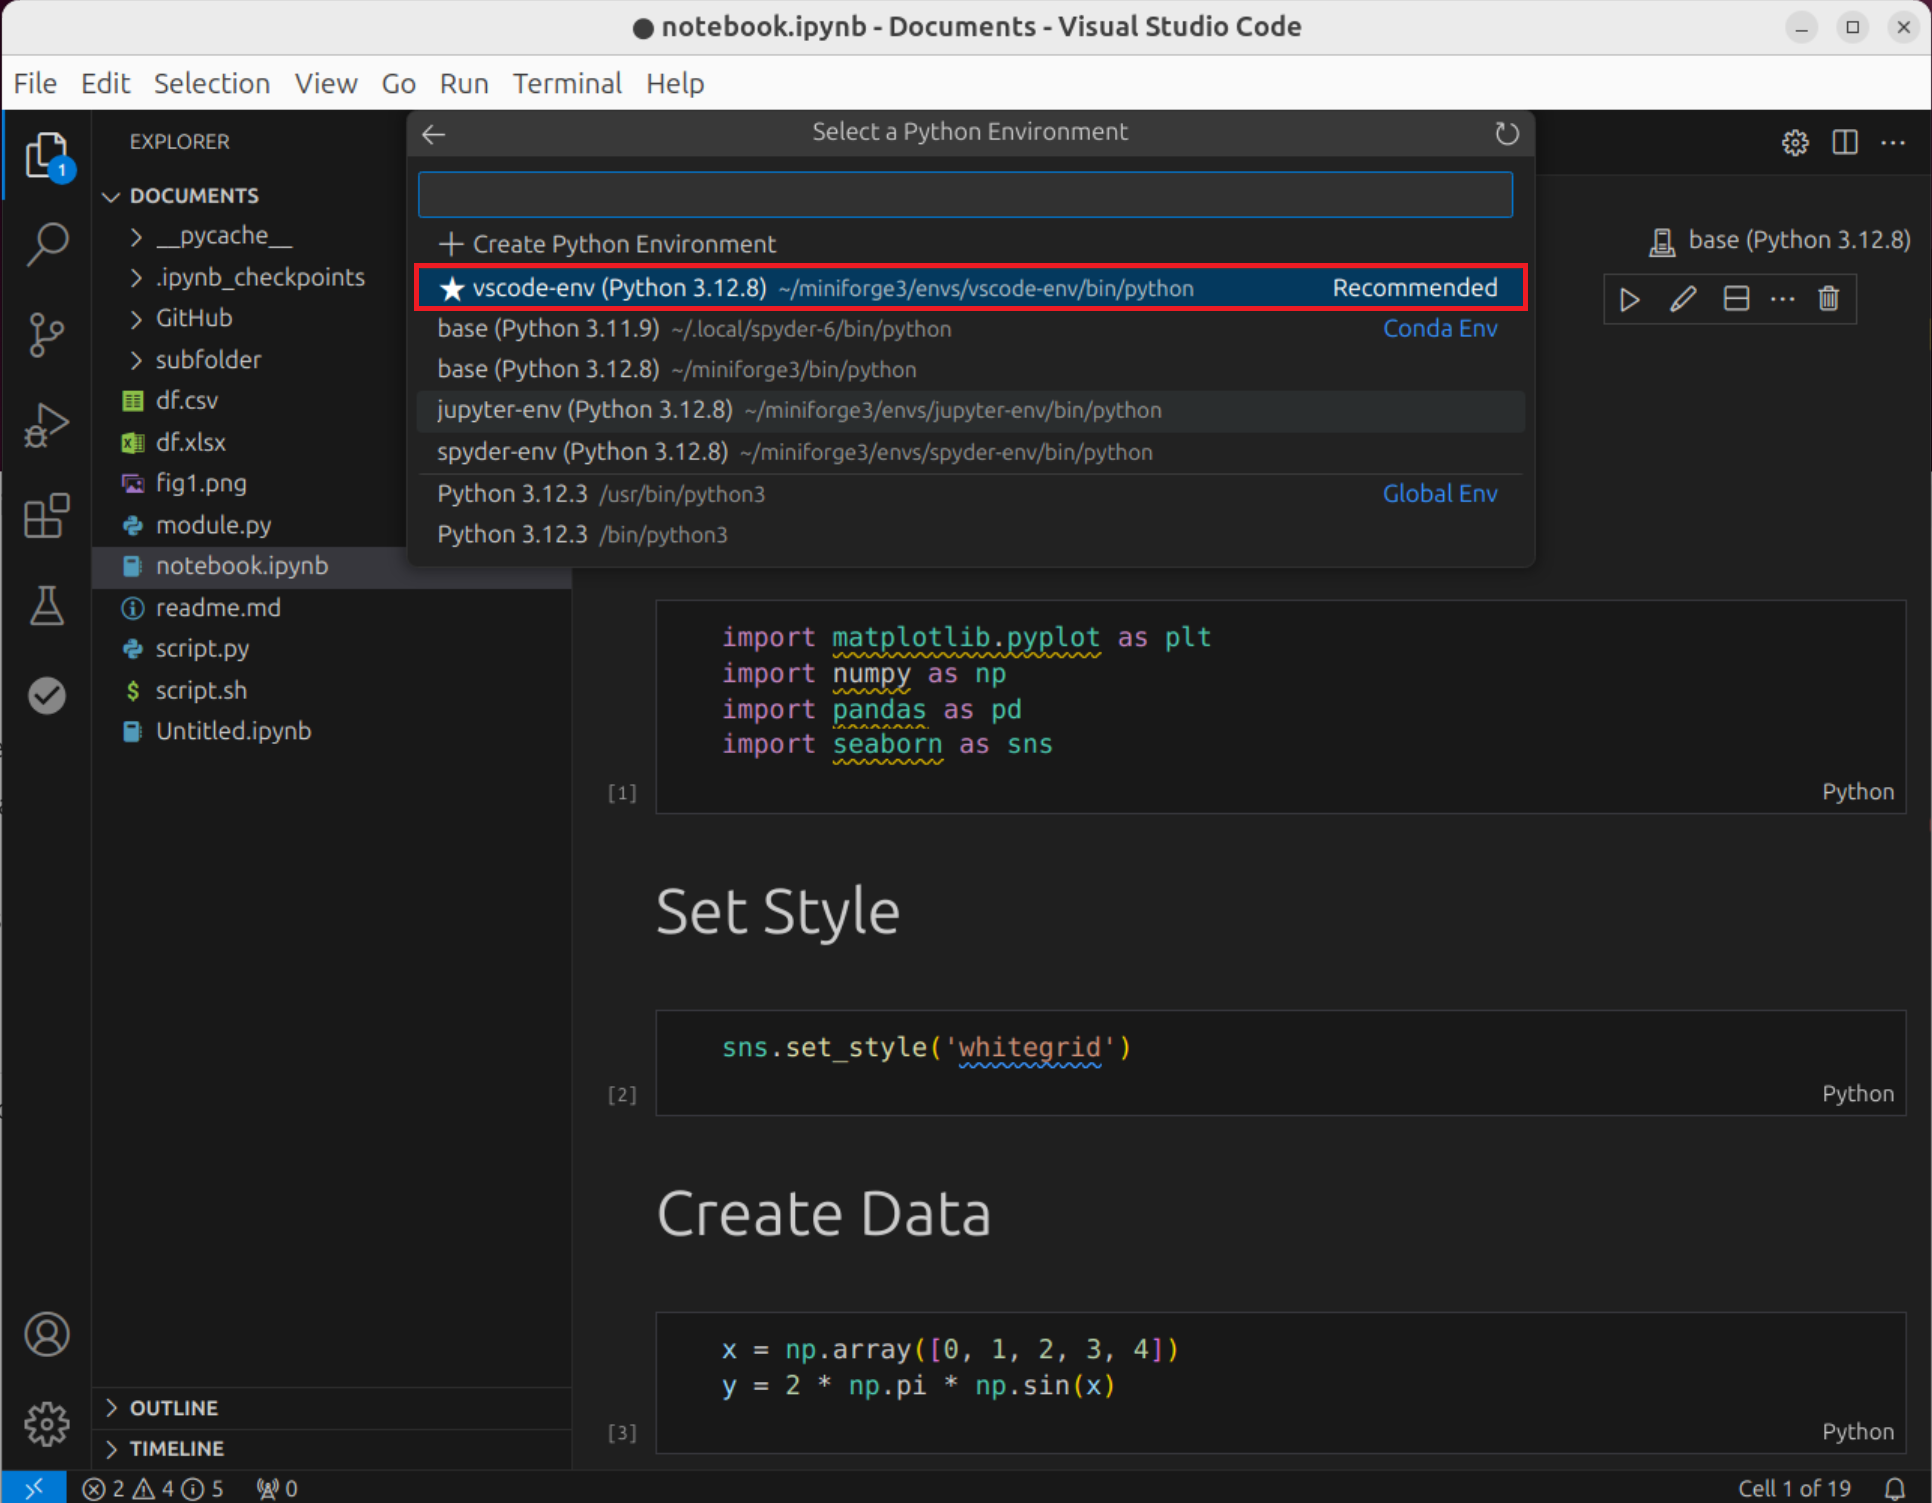 notebook.ipynb - Documents - Visual Studio Code
File Edit Selection View Go Run Terminal Help
EXPLORER
DOCUMENTS
__pycache__
.ipynb_checkpoints
GitHub
subfolder
df.csv
df.xlsx
fig1.png
module.py
notebook.ipynb
readme.md
script.py
script.sh
Untitled.ipynb
OUTLINE
TIMELINE
1
Select a Python Environment
Create Python Environment
vscode-env (Python 3.12.8) ~/miniforge3/envs/vscode-env/bin/python Recommended
base (Python 3.11.9) ~/.local/spyder-6/bin/python Conda Env
base (Python 3.12.8) ~/miniforge3/bin/python
jupyter-env (Python 3.12.8) ~/miniforge3/envs/jupyter-env/bin/python
spyder-env (Python 3.12.8) ~/miniforge3/envs/spyder-env/bin/python
Python 3.12.3 /usr/bin/python3 Global Env
Python 3.12.3 /bin/python3
base (Python 3.12.8)
import matplotlib.pyplot as plt
import numpy as np
import pandas as pd
import seaborn as sns
[1] Python
Set Style
sns.set_style('whitegrid')
[2] Python
Create Data
x = np.array([0, 1, 2, 3, 4])
y = 2 * np.pi * np.sin(x)
[3] Python
2 4 5 0 Cell 1 of 19